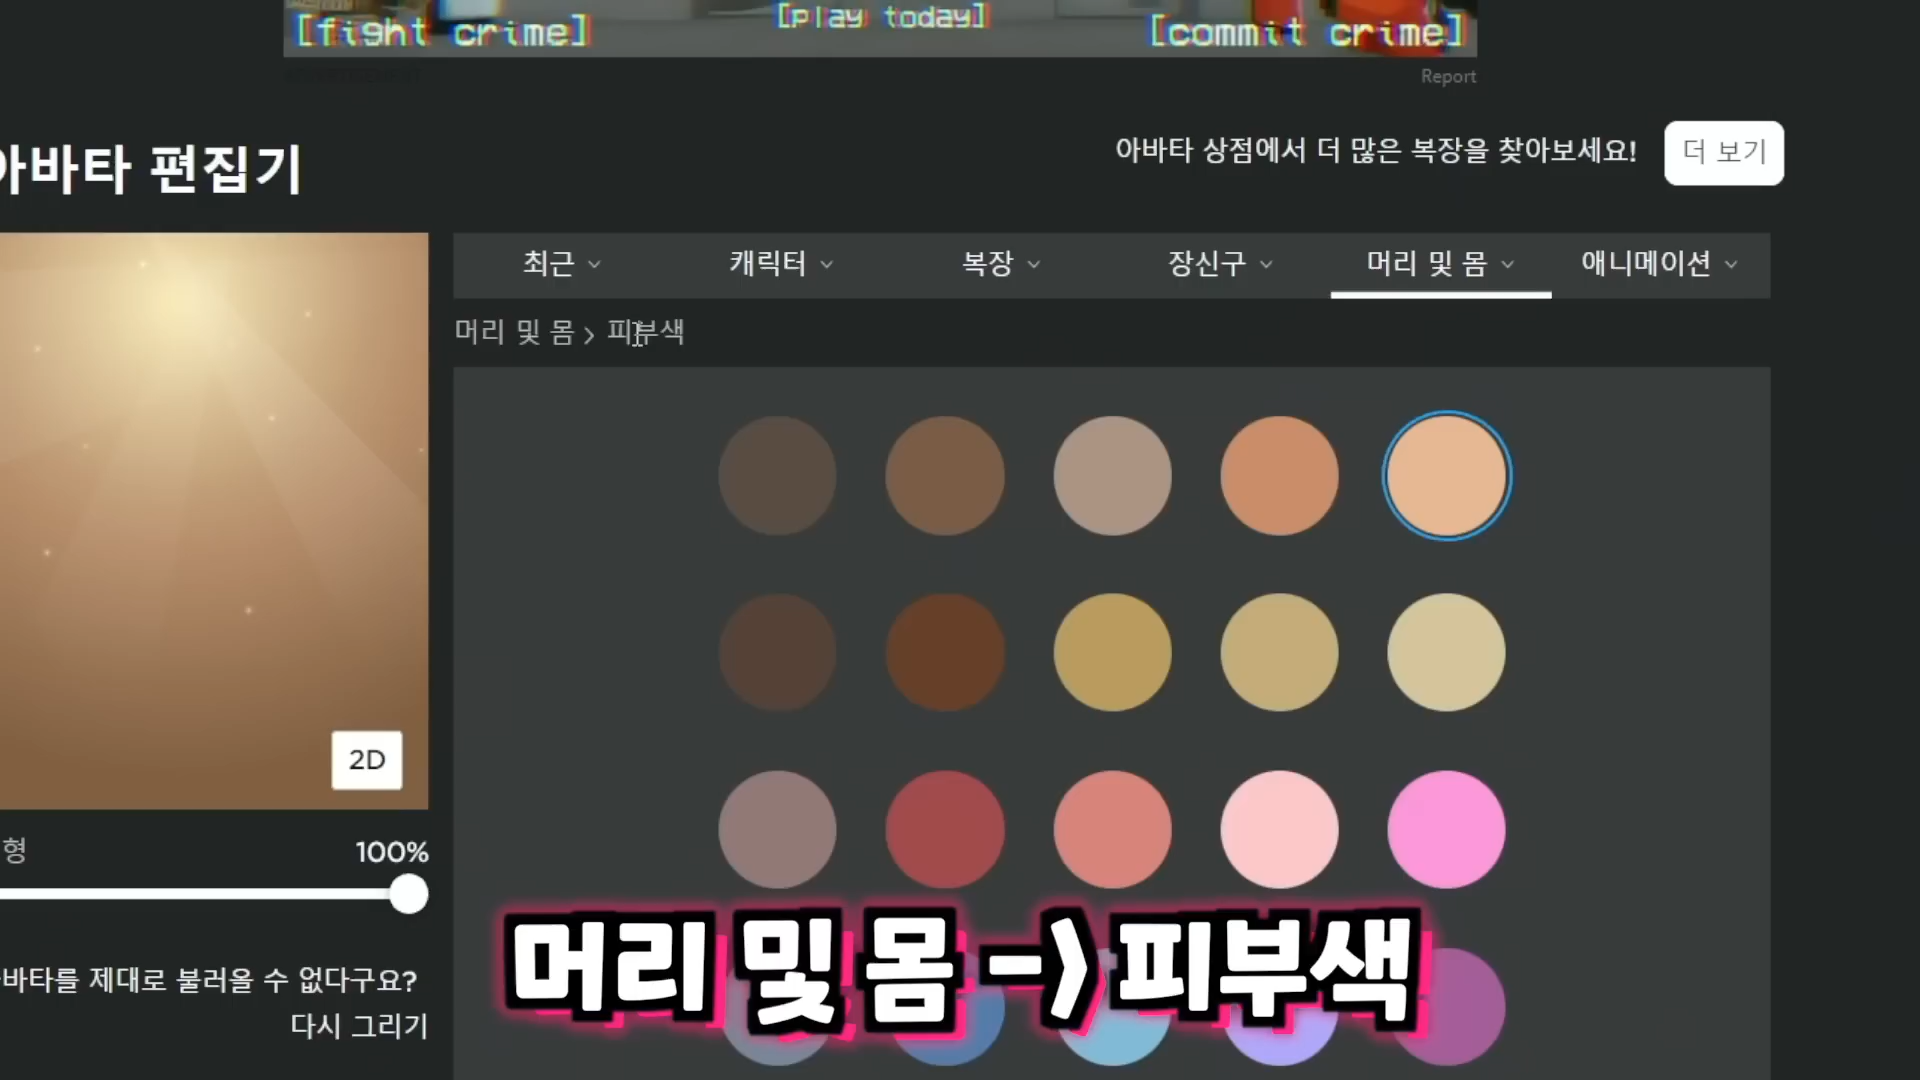 [fight crime]
[play today]
[commit crime]
Report
아바타 편집기
아바타 상점에서 더 많은 복장을 찾아보세요!
더 보기
최근
캐릭터
복장
장신구
머리 및 몸
애니메이션
머리 및 몸 > 피부색
2D
형
100%
바타를 제대로 불러올 수 없다구요?
다시 그리기
머리 및 몸 -> 피부색